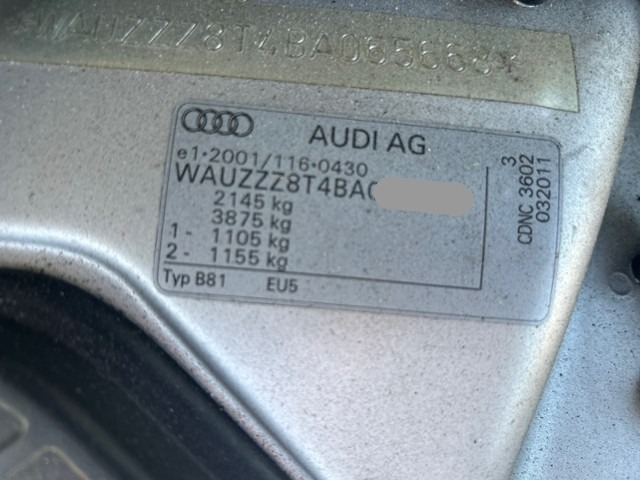 WAUZZZ8T4BA065668*
AUDI AG
e1*2001/116*0430
WAUZZZ8T4BA0
2145 kg
3875 kg
1 - 1105 kg
2 - 1155 kg
Typ B81 EU5
3
CDNC 3602
032011